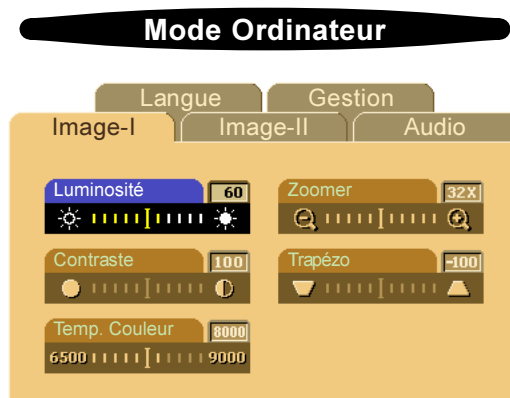 Mode Ordinateur
Langue Gestion
Image-I Image-II Audio
Luminosité 60
Zoomer 32X
Contraste 100
Trapézo -100
Temp. Couleur 8000
6500 9000